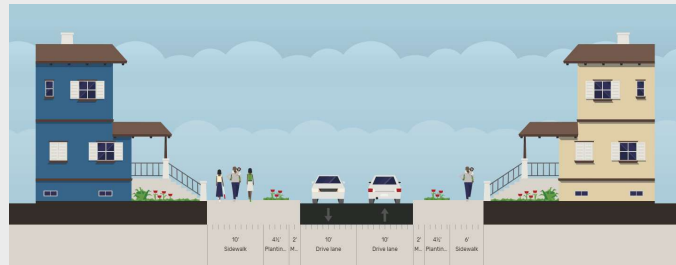 10' 4½' 2' 10' 10' 2' 4½' 6'
Sidewalk Plantin... M... Drive lane Drive lane M... Plantin... Sidewalk